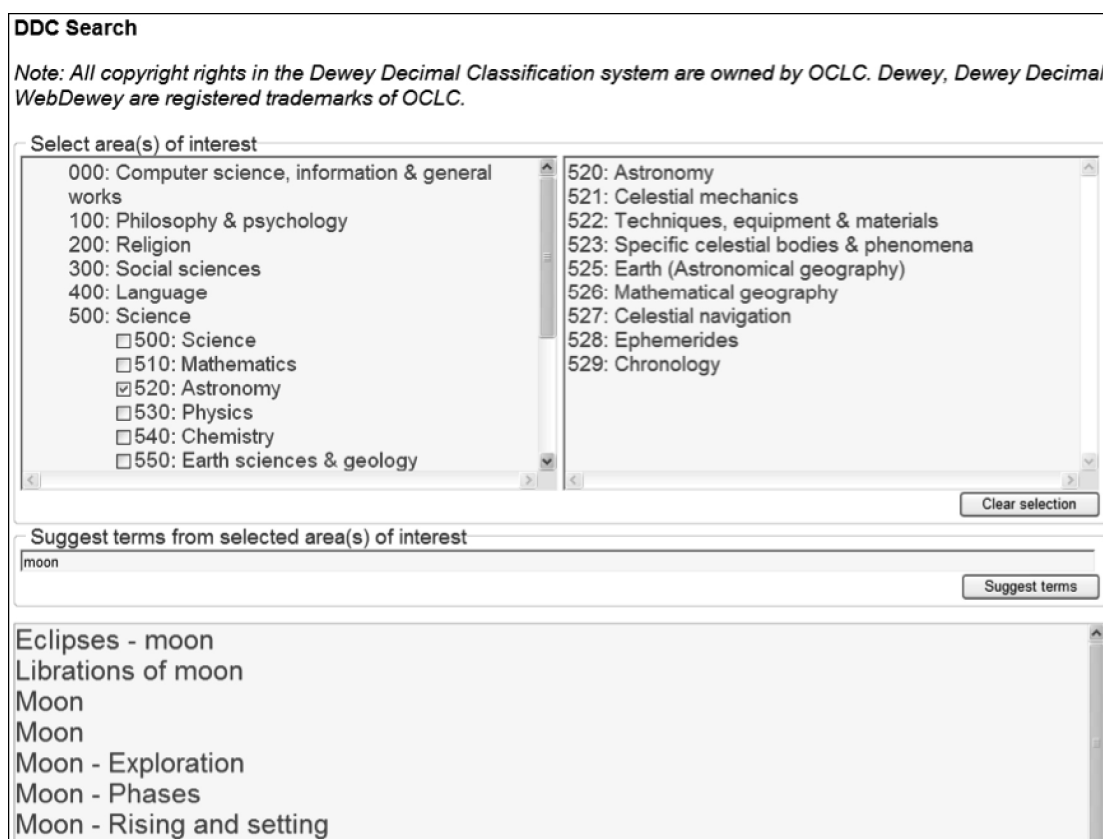 DDC Search
Note: All copyright rights in the Dewey Decimal Classification system are owned by OCLC. Dewey, Dewey Decimal
WebDewey are registered trademarks of OCLC.
Select area(s) of interest
000: Computer science, information & general
works
100: Philosophy & psychology
200: Religion
300: Social sciences
400: Language
500: Science
500: Science
510: Mathematics
520: Astronomy
530: Physics
540: Chemistry
550: Earth sciences & geology
520: Astronomy
521: Celestial mechanics
522: Techniques, equipment & materials
523: Specific celestial bodies & phenomena
525: Earth (Astronomical geography)
526: Mathematical geography
527: Celestial navigation
528: Ephemerides
529: Chronology
Clear selection
Suggest terms from selected area(s) of interest
moon
Suggest terms
Eclipses - moon
Librations of moon
Moon
Moon
Moon - Exploration
Moon - Phases
Moon - Rising and setting